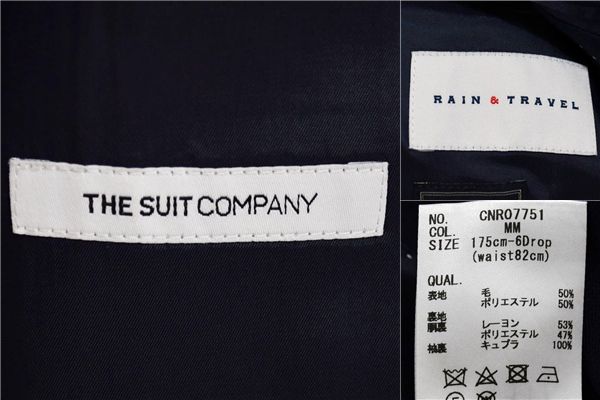 THE SUIT COMPANY
RAIN & TRAVEL
NO. CNR07751
COL. MM
SIZE 175cm-6Drop
(waist82cm)
QUAL.
表地 毛 50%
ポリエステル 50%
裏地
胴裏 レーヨン 53%
ポリエステル 47%
袖裏 キュプラ 100%